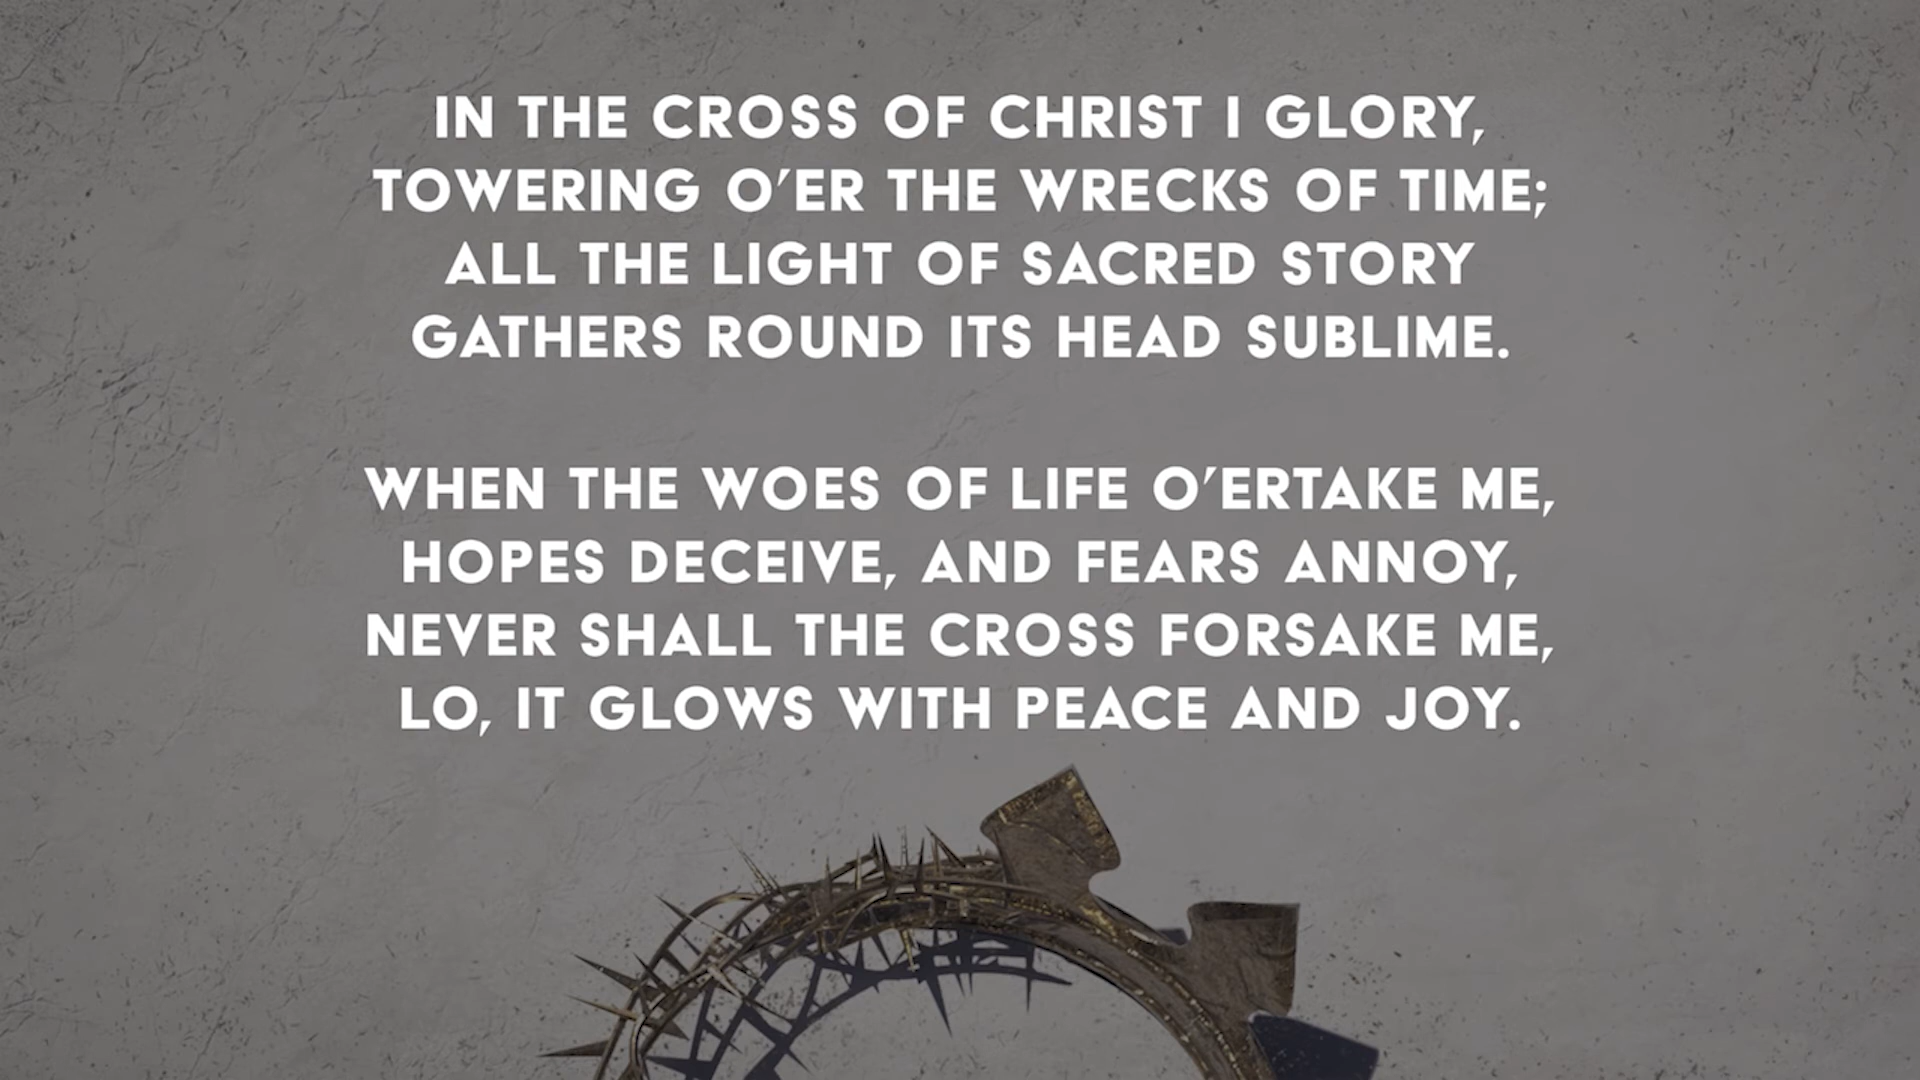 IN THE CROSS OF CHRIST I GLORY,
TOWERING O'ER THE WRECKS OF TIME;
ALL THE LIGHT OF SACRED STORY
GATHERS ROUND ITS HEAD SUBLIME.
WHEN THE WOES OF LIFE O'ERTAKE ME,
HOPES DECEIVE, AND FEARS ANNOY,
NEVER SHALL THE CROSS FORSAKE ME,
LO, IT GLOWS WITH PEACE AND JOY.